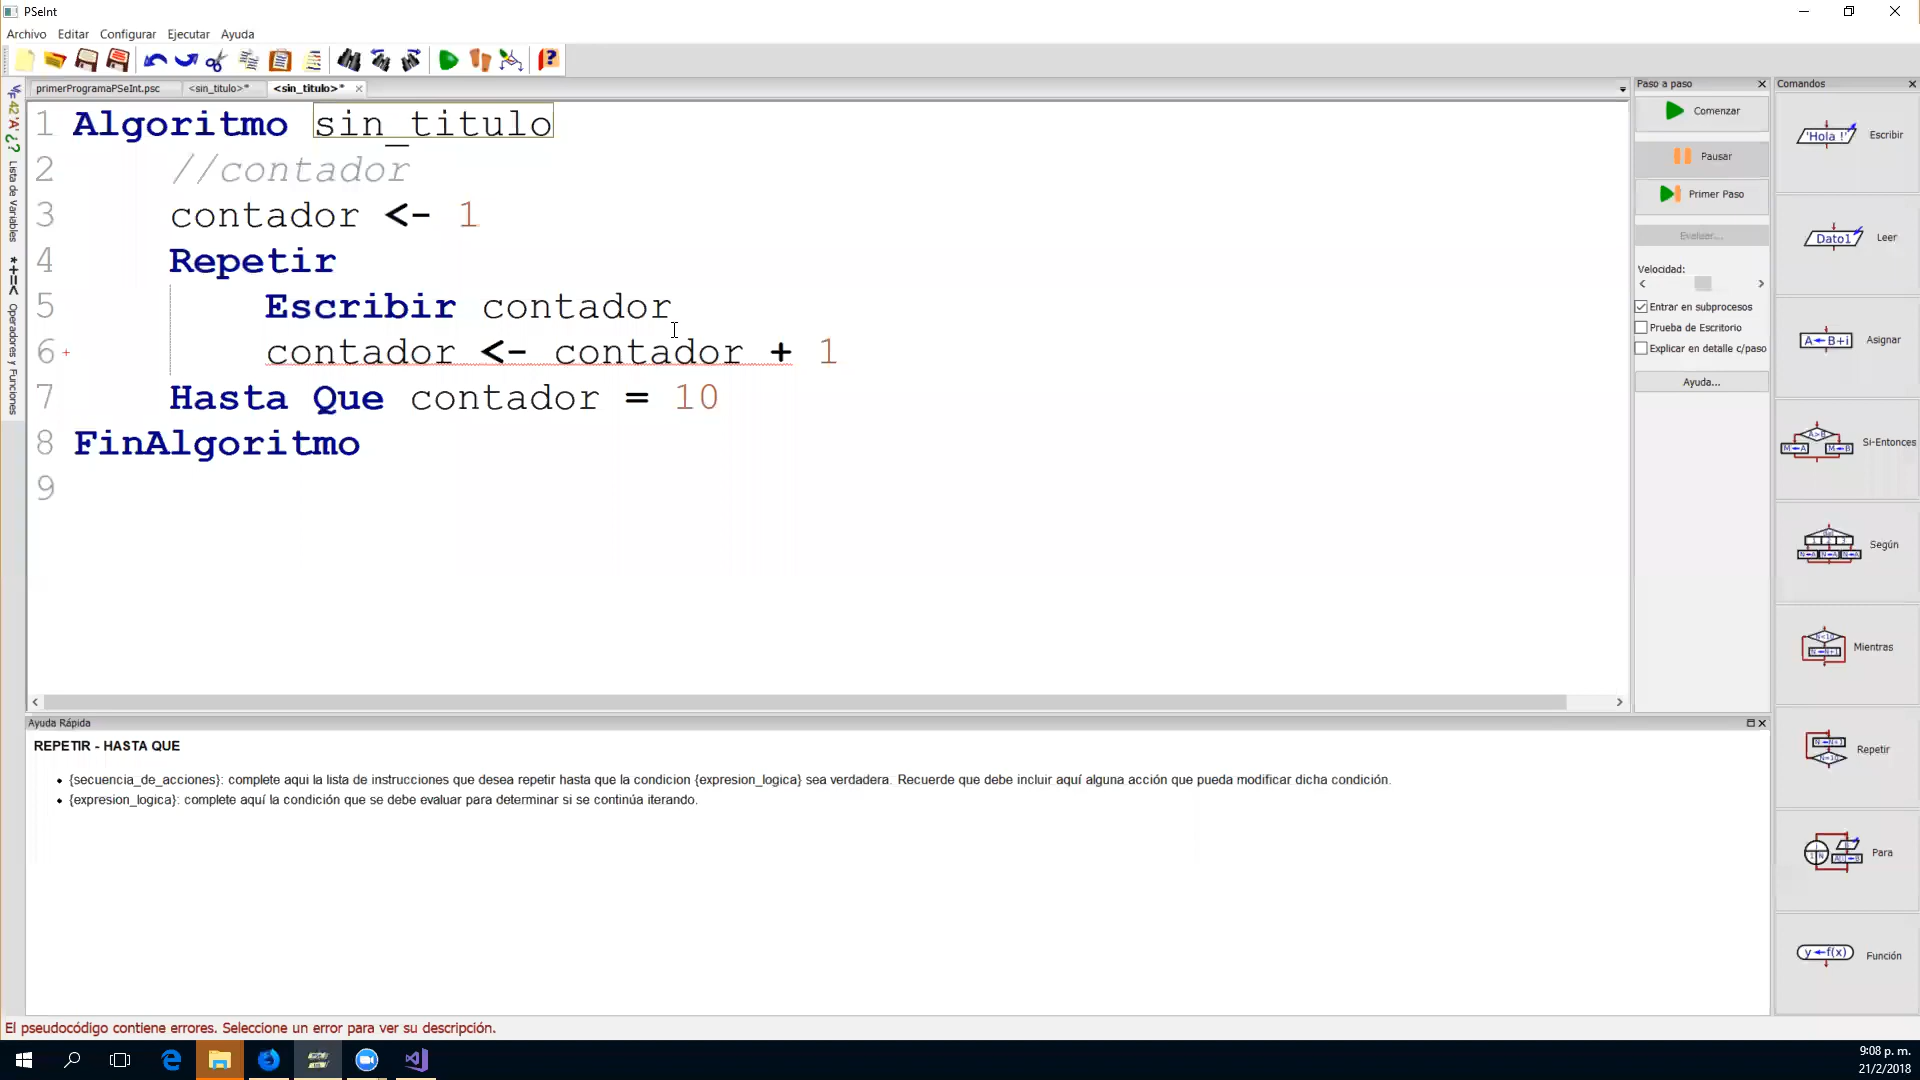 PSeInt
Archivo Editar Configurar Ejecutar Ayuda
primerProgramaPSeInt.psc <sin_titulo>* <sin_titulo>*
1 Algoritmo sin_titulo
2 //contador
3 contador <- 1
4 Repetir
5 Escribir contador
6 contador <- contador + 1
7 Hasta Que contador = 10
8 FinAlgoritmo
9
Lista de Variables
*+=< Operadores y Funciones
Paso a paso
Comenzar
Pausar
Primer Paso
Evaluar...
Velocidad:
Entrar en subprocesos
Prueba de Escritorio
Explicar en detalle c/paso
Ayuda...
Comandos
'Hola !' Escribir
Dato1 Leer
A←B+i Asignar
A>B Si-Entonces
Según
Mientras
Repetir
Para
y←f(x) Función
Ayuda Rápida
REPETIR - HASTA QUE
• {secuencia_de_acciones}: complete aqui la lista de instrucciones que desea repetir hasta que la condicion {expresion_logica} sea verdadera. Recuerde que debe incluir aquí alguna acción que pueda modificar dicha condición.
• {expresion_logica}: complete aquí la condición que se debe evaluar para determinar si se continúa iterando.
El pseudocódigo contiene errores. Seleccione un error para ver su descripción.
9:08 p. m.
21/2/2018